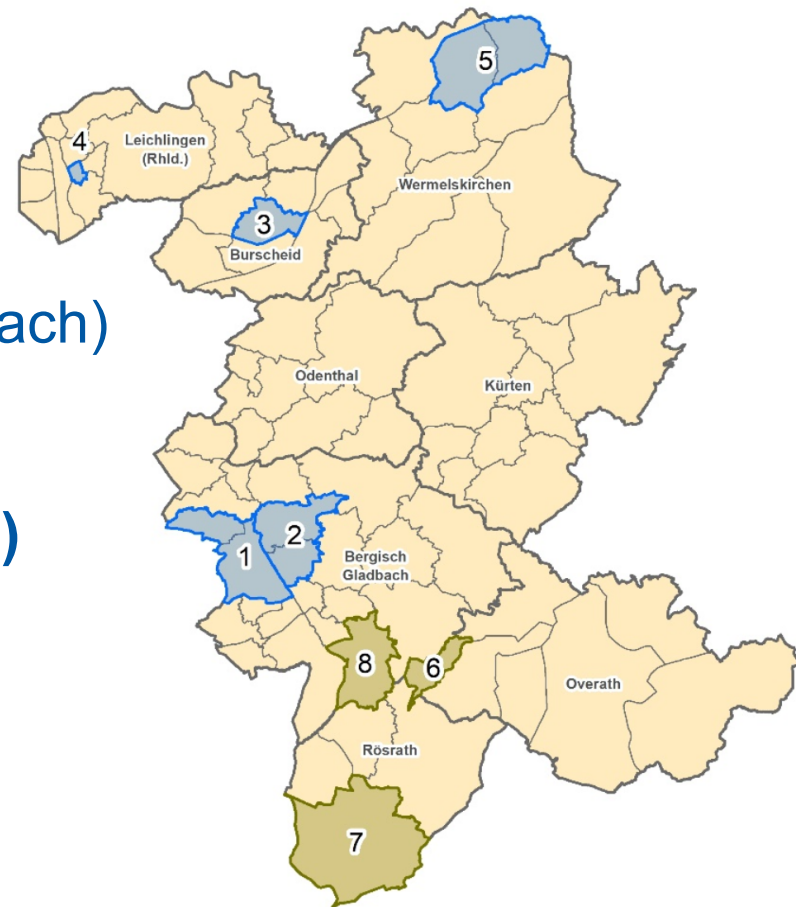 5
4
Leichlingen
(Rhld.)
Wermelskirchen
3
Burscheid
ach)
Odenthal
Kürten
)
2
1
Bergisch
Gladbach
8
6
Overath
Rösrath
7